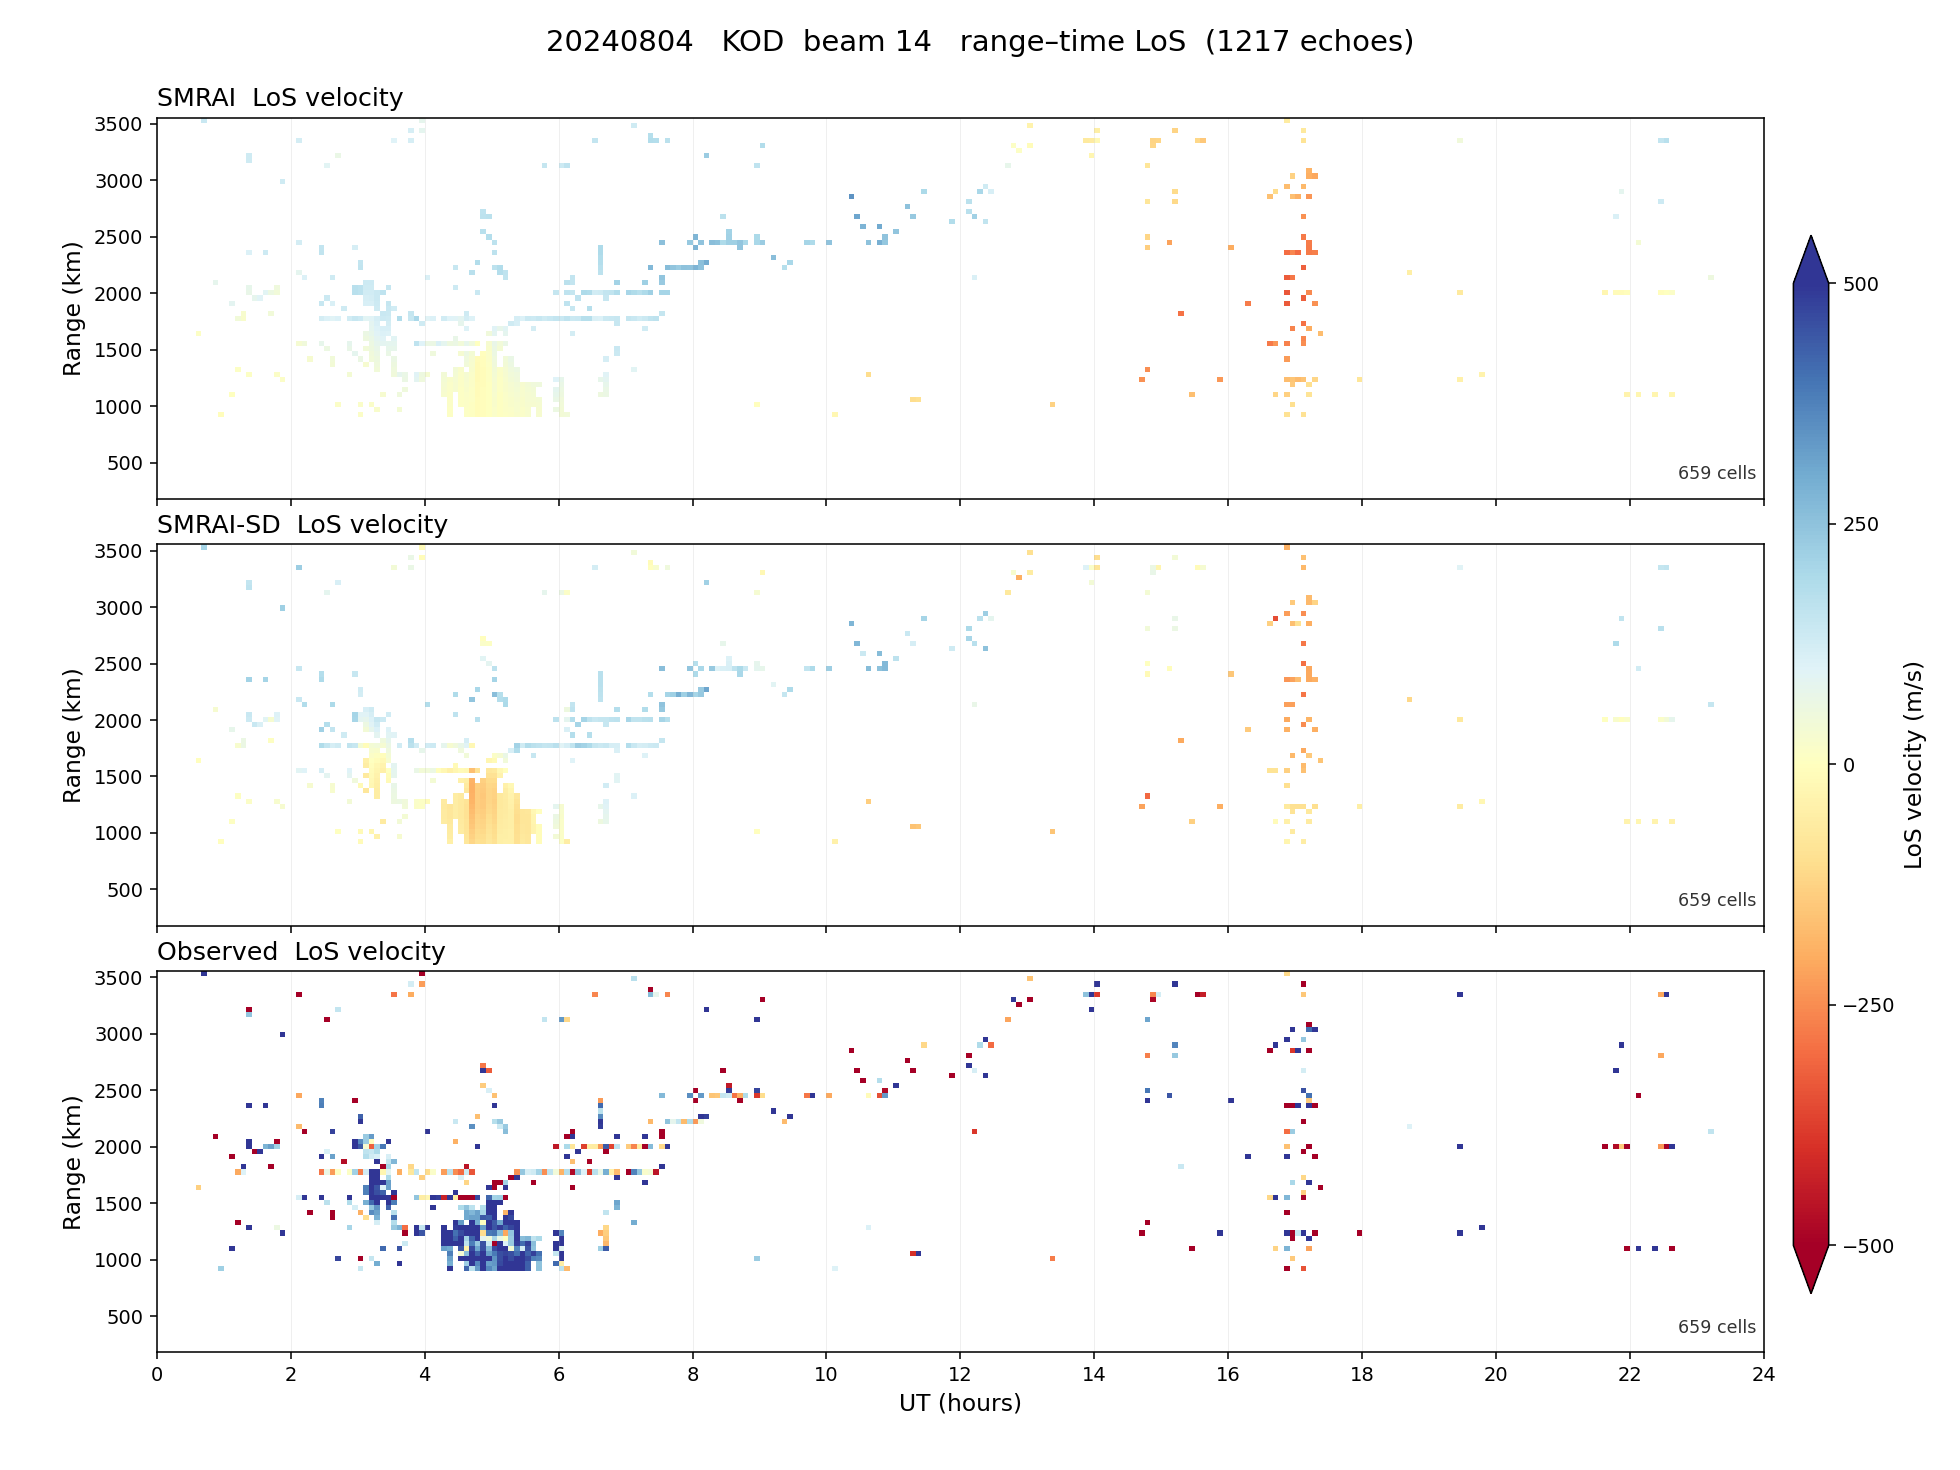 20240804   KOD  beam 14   range–time LoS  (1217 echoes)
SMRAI  LoS velocity
3500
3000
2500
2000
1500
1000
500
Range (km)
659 cells
SMRAI-SD  LoS velocity
3500
3000
2500
2000
1500
1000
500
Range (km)
659 cells
Observed  LoS velocity
3500
3000
2500
2000
1500
1000
500
Range (km)
659 cells
0 2 4 6 8 10 12 14 16 18 20 22 24
UT (hours)
500
250
0
−250
−500
LoS velocity (m/s)